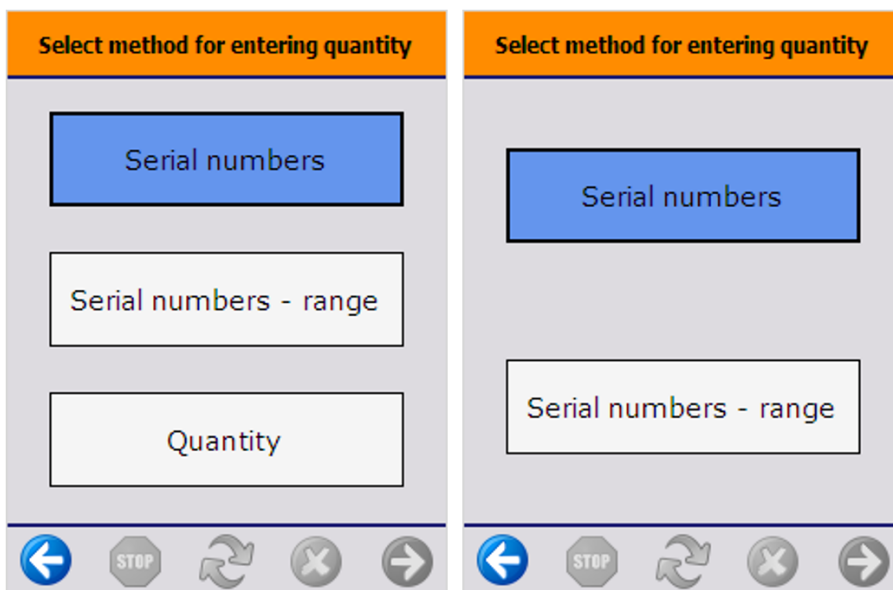 Select method for entering quantity
Serial numbers
Serial numbers - range
Quantity
STOP
Select method for entering quantity
Serial numbers
Serial numbers - range
STOP